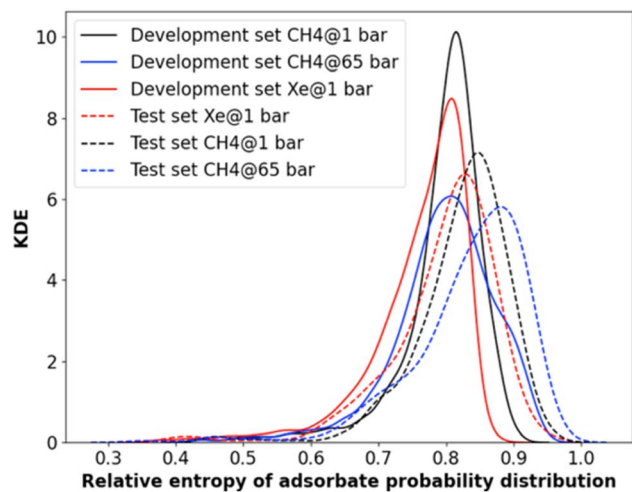 Development set CH4@1 bar
Development set CH4@65 bar
Development set Xe@1 bar
Test set Xe@1 bar
Test set CH4@1 bar
Test set CH4@65 bar
10
8
6
4
2
0
KDE
0.3 0.4 0.5 0.6 0.7 0.8 0.9 1.0
Relative entropy of adsorbate probability distribution